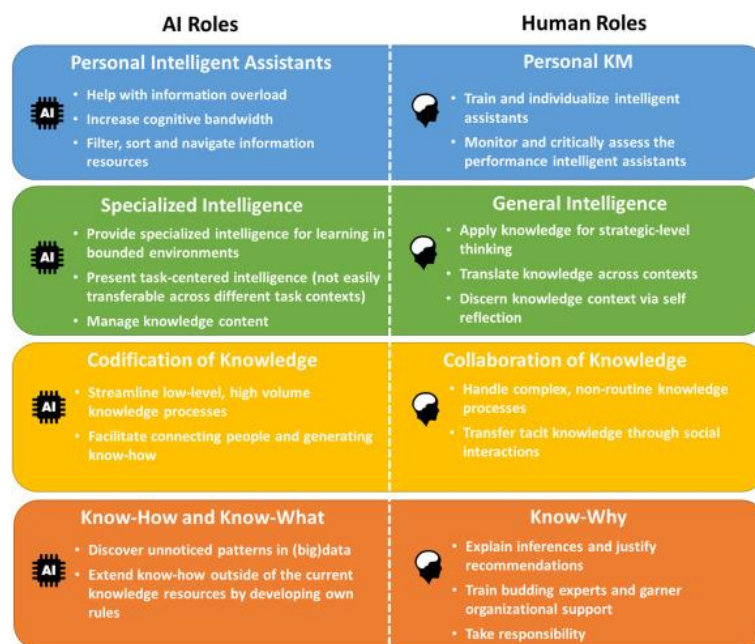 AI Roles
Human Roles
Personal Intelligent Assistants
• Help with information overload
• Increase cognitive bandwidth
• Filter, sort and navigate information
resources
AI
Personal KM
• Train and individualize intelligent
assistants
• Monitor and critically assess the
performance intelligent assistants
Specialized Intelligence
• Provide specialized intelligence for learning in
bounded environments
• Present task-centered intelligence (not easily
transferable across different task contexts)
• Manage knowledge content
AI
General Intelligence
• Apply knowledge for strategic-level
thinking
• Translate knowledge across contexts
• Discern knowledge context via self
reflection
Codification of Knowledge
• Streamline low-level, high volume
knowledge processes
• Facilitate connecting people and generating
know-how
AI
Collaboration of Knowledge
• Handle complex, non-routine knowledge
processes
• Transfer tacit knowledge through social
interactions
Know-How and Know-What
• Discover unnoticed patterns in (big)data
• Extend know-how outside of the current
knowledge resources by developing own
rules
AI
Know-Why
• Explain inferences and justify
recommendations
• Train budding experts and garner
organizational support
• Take responsibility